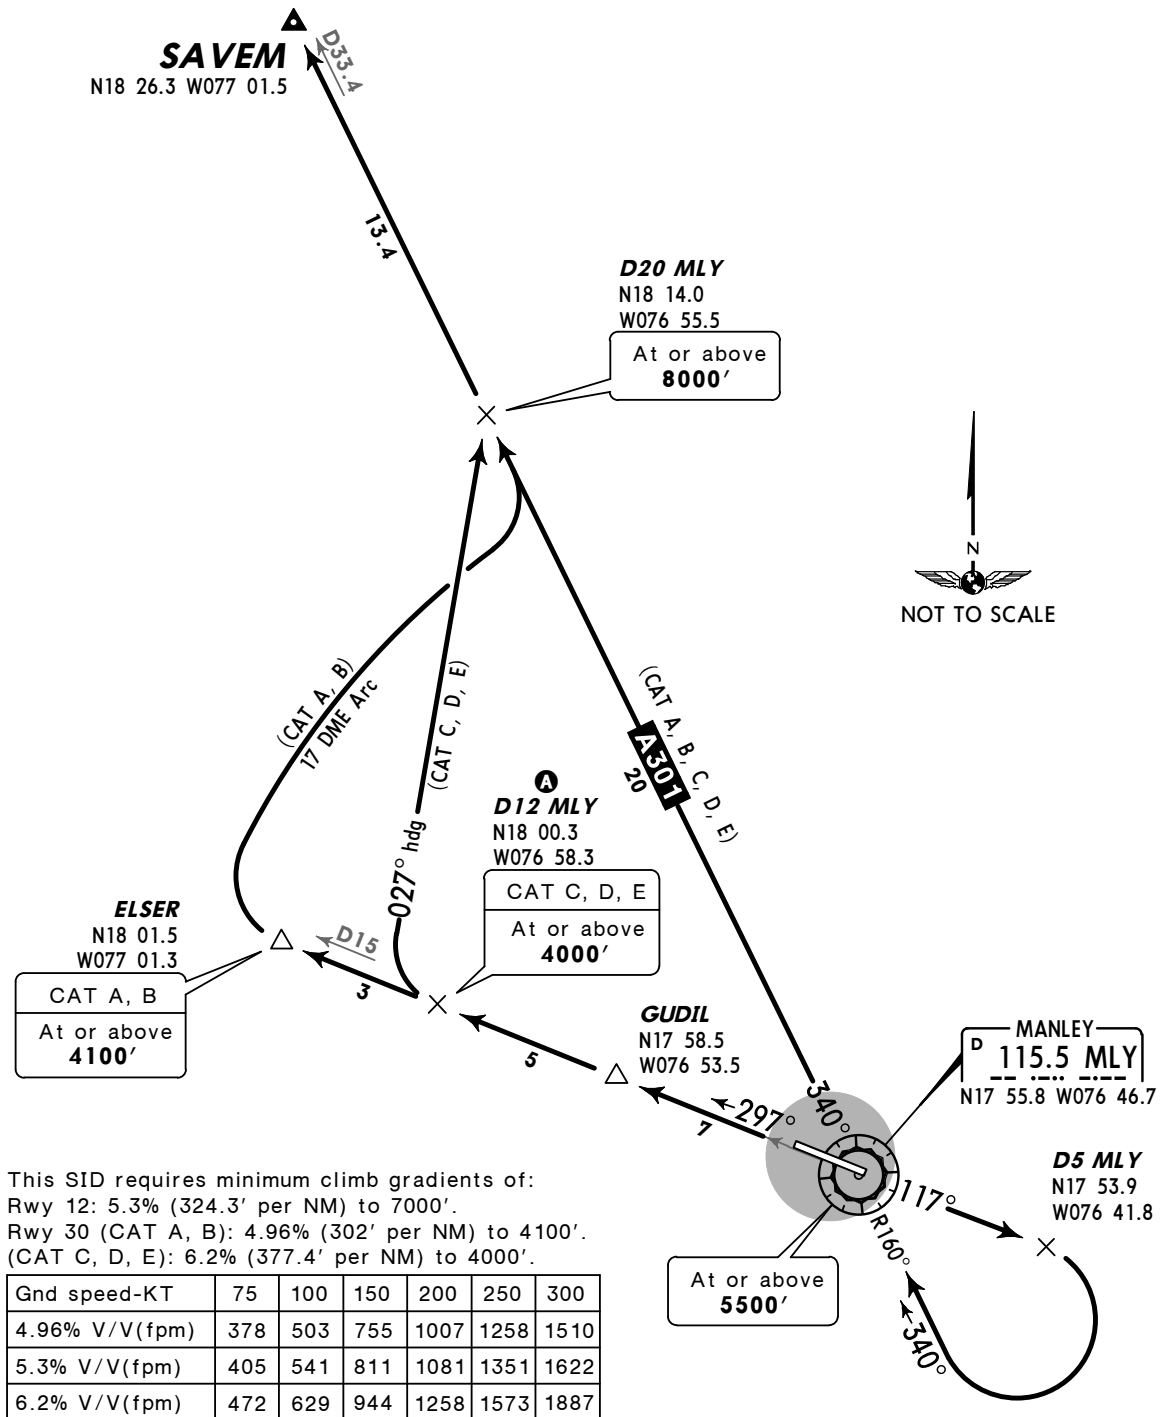 D33.4
SAVEM
N18 26.3 W077 01.5
13.4
D20 MLY
N18 14.0
W076 55.5
At or above
8000′
N
NOT TO SCALE
(CAT A, B)
17 DME Arc
(CAT C, D, E)
027° hdg
(CAT A, B, C, D, E)
A301
20
A
D12 MLY
N18 00.3
W076 58.3
CAT C, D, E
At or above
4000′
ELSER
N18 01.5
W077 01.3
CAT A, B
At or above
4100′
D15
3
5
GUDIL
N17 58.5
W076 53.5
7
297°
340°
MANLEY
D 115.5 MLY
N17 55.8 W076 46.7
D5 MLY
N17 53.9
W076 41.8
117°
R160°
340°
At or above
5500′
This SID requires minimum climb gradients of:
Rwy 12: 5.3% (324.3′ per NM) to 7000′.
Rwy 30 (CAT A, B): 4.96% (302′ per NM) to 4100′.
(CAT C, D, E): 6.2% (377.4′ per NM) to 4000′.
Gnd speed-KT 75 100 150 200 250 300
4.96% V/V(fpm) 378 503 755 1007 1258 1510
5.3% V/V(fpm) 405 541 811 1081 1351 1622
6.2% V/V(fpm) 472 629 944 1258 1573 1887